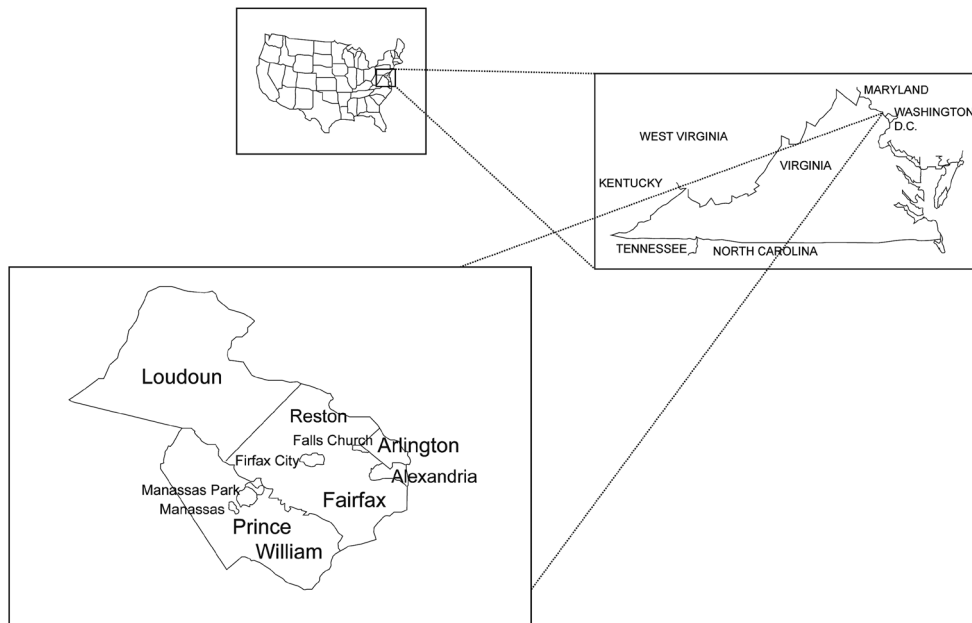 MARYLAND
WASHINGTON
D.C.
WEST VIRGINIA
VIRGINIA
KENTUCKY
TENNESSEE
NORTH CAROLINA
Loudoun
Reston
Falls Church
Arlington
Firfax City
Alexandria
Manassas Park
Fairfax
Manassas
Prince
William